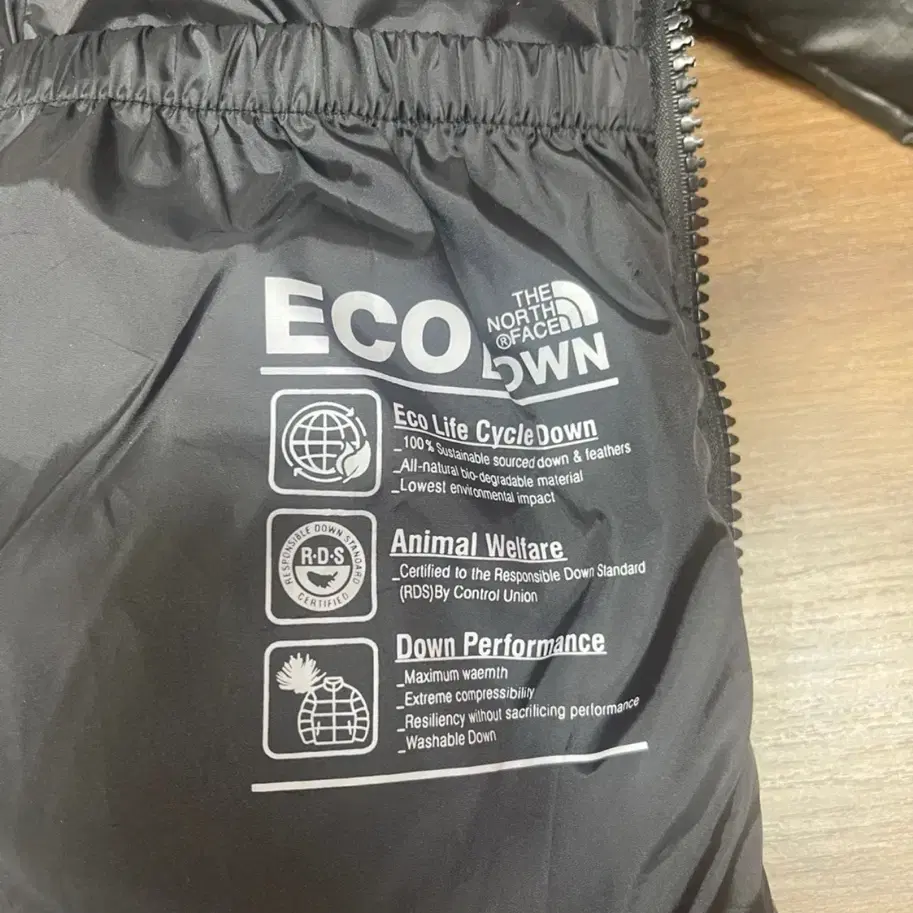 ECO DOWN
THE
NORTH
®FACE
Eco Life Cycle Down
_100% Sustainable sourced down & feathers
_All-natural bio-degradable material
_Lowest environmental impact
RESPONSIBLE DOWN STANDARD
R·D·S
CERTIFIED
Animal Welfare
_Certified to the Responsible Down Standard
(RDS)By Control Union
Down Performance
_Maximum waemth
_Extreme compressibility
_Resiliency without sacrificing performance
_Washable Down